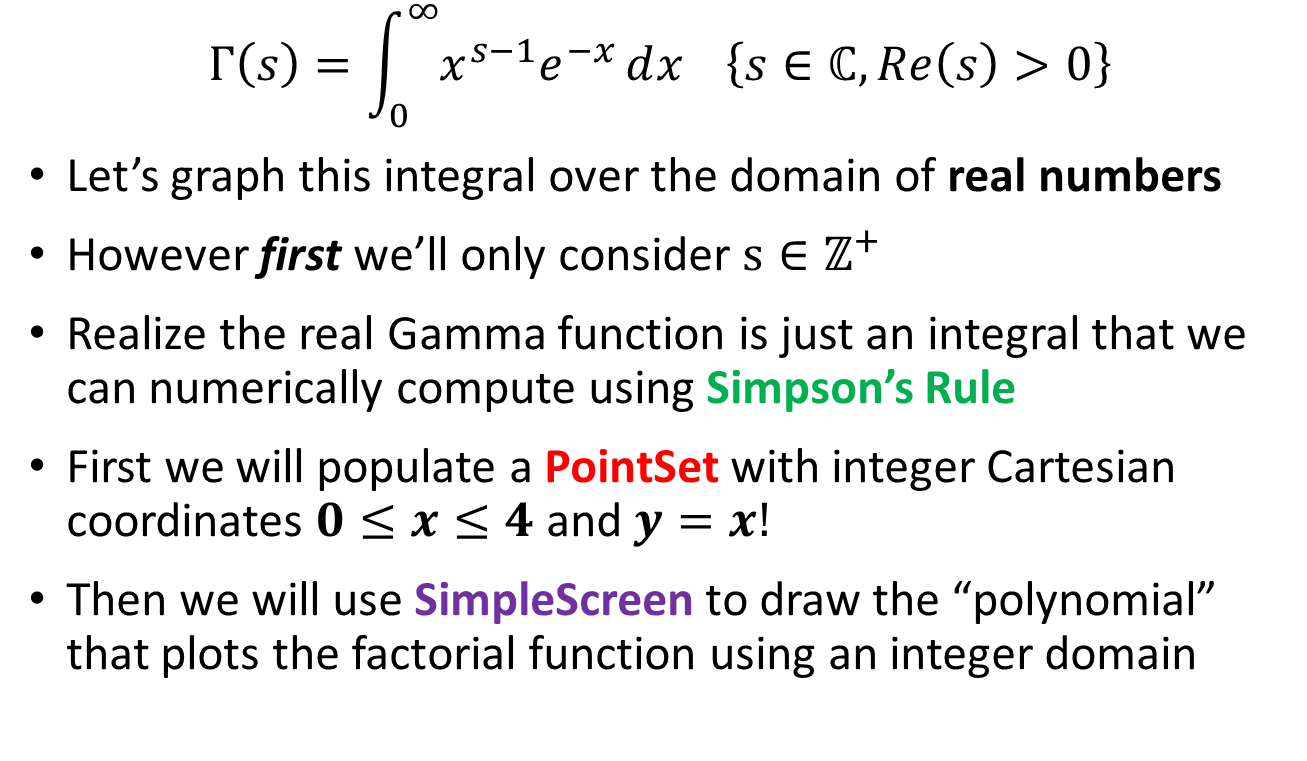 Γ(s) = ∫₀^∞ x^{s−1} e^{−x} dx {s ∈ ℂ, Re(s) > 0}
• Let’s graph this integral over the domain of real numbers
• However first we’ll only consider s ∈ ℤ⁺
• Realize the real Gamma function is just an integral that we
can numerically compute using Simpson’s Rule
• First we will populate a PointSet with integer Cartesian
coordinates 0 ≤ x ≤ 4 and y = x!
• Then we will use SimpleScreen to draw the “polynomial”
that plots the factorial function using an integer domain